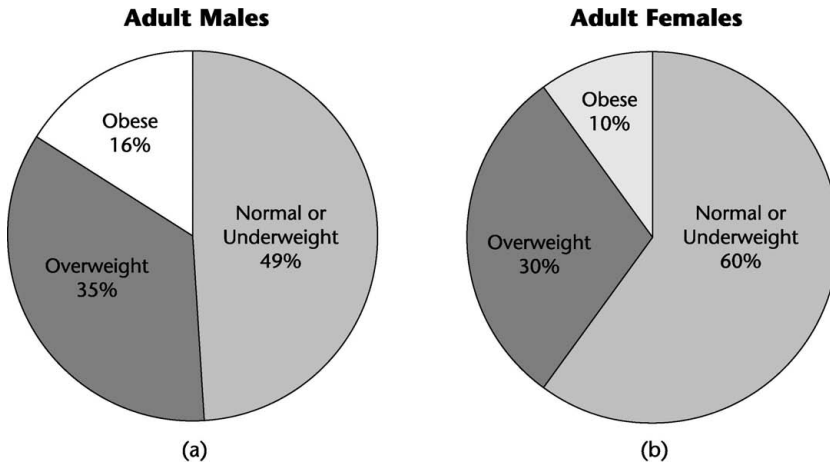 Adult Males
Obese
16%
Normal or
Underweight
49%
Overweight
35%
(a)
Adult Females
Obese
10%
Normal or
Underweight
60%
Overweight
30%
(b)